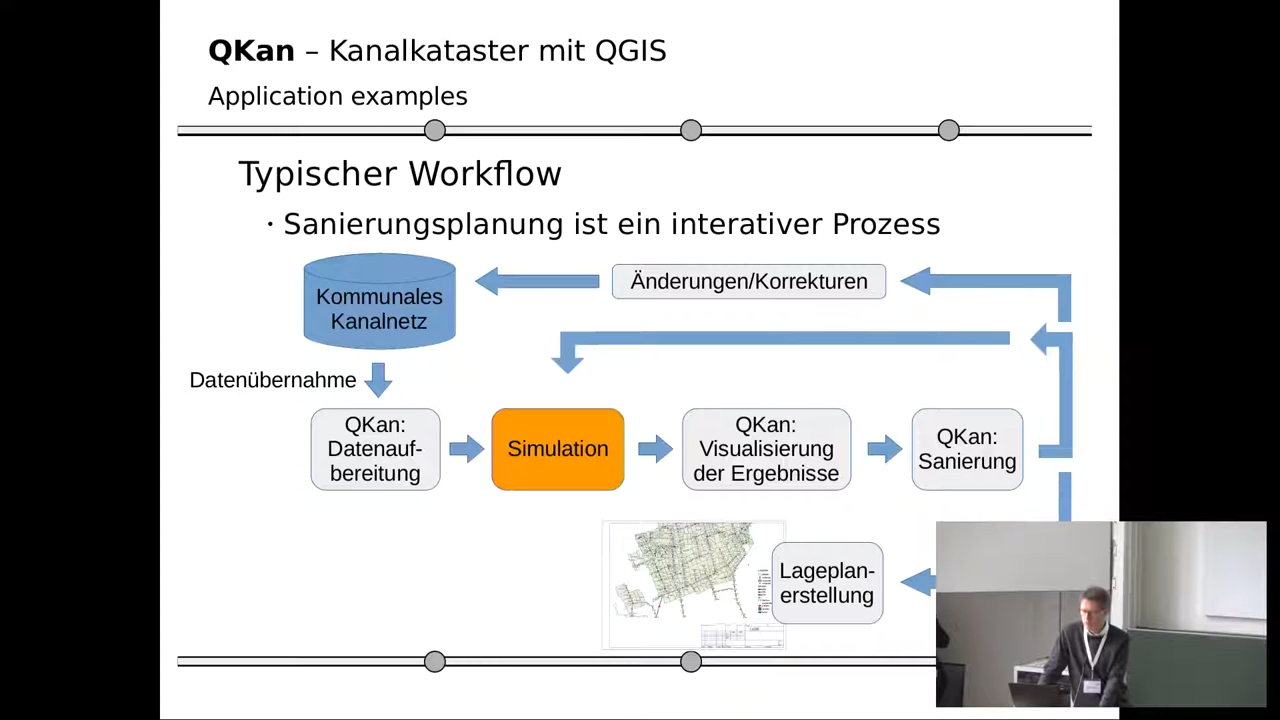 QKan – Kanalkataster mit QGIS
Application examples
Typischer Workflow
· Sanierungsplanung ist ein interativer Prozess
Kommunales
Kanalnetz
Änderungen/Korrekturen
Datenübernahme
QKan:
Datenauf-
bereitung
Simulation
QKan:
Visualisierung
der Ergebnisse
QKan:
Sanierung
Lageplan-
erstellung